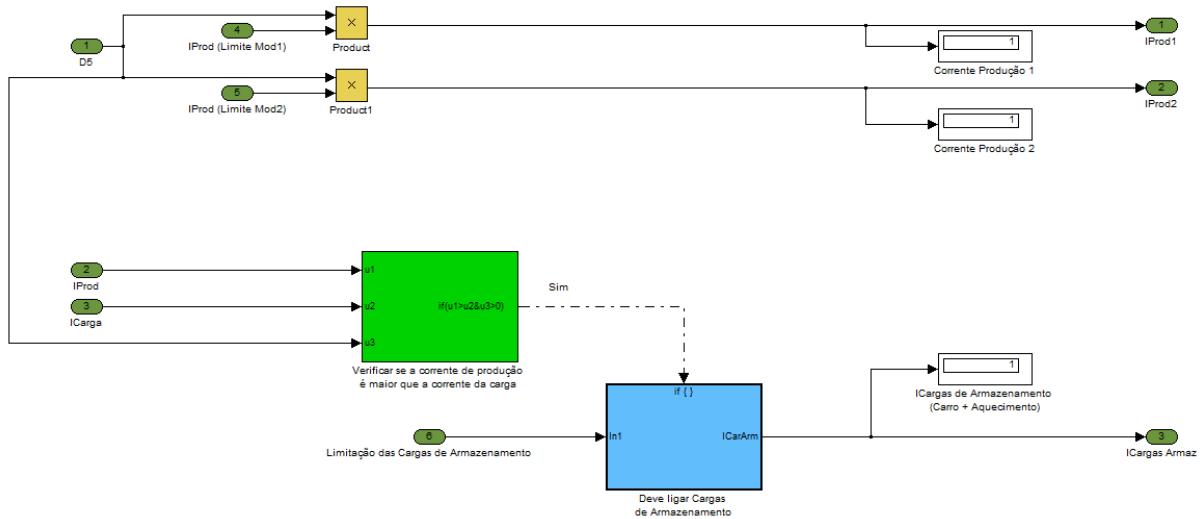 1
D5
4
IProd (Limite Mod1)
×
Product
1
Corrente Produção 1
1
IProd1
5
IProd (Limite Mod2)
×
Product1
1
Corrente Produção 2
2
IProd2
2
IProd
3
ICarga
u1
u2
u3
if(u1>u2&u3>0)
Verificar se a corrente de produção
é maior que a corrente da carga
Sim
if { }
6
Limitação das Cargas de Armazenamento
In1
ICarArm
Deve ligar Cargas
de Armazenamento
1
ICargas de Armazenamento
(Carro + Aquecimento)
3
ICargas Armaz